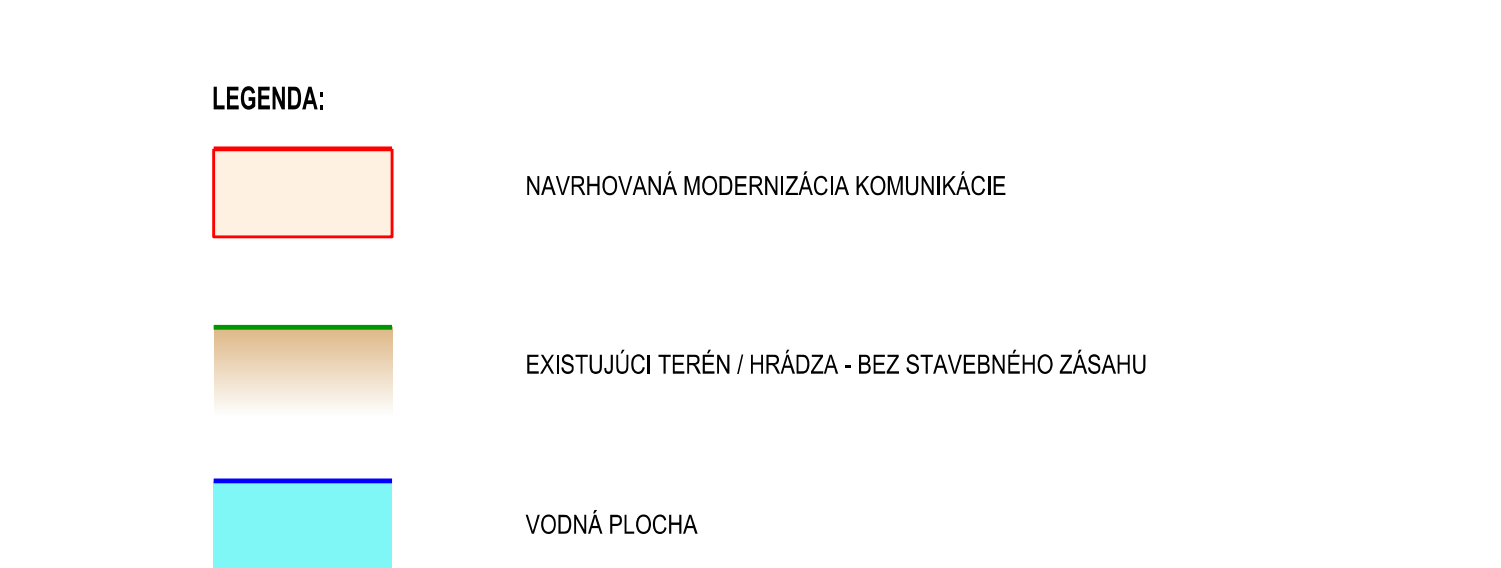 LEGENDA:
NAVRHOVANÁ MODERNIZÁCIA KOMUNIKÁCIE
EXISTUJÚCI TERÉN / HRÁDZA - BEZ STAVEBNÉHO ZÁSAHU
VODNÁ PLOCHA